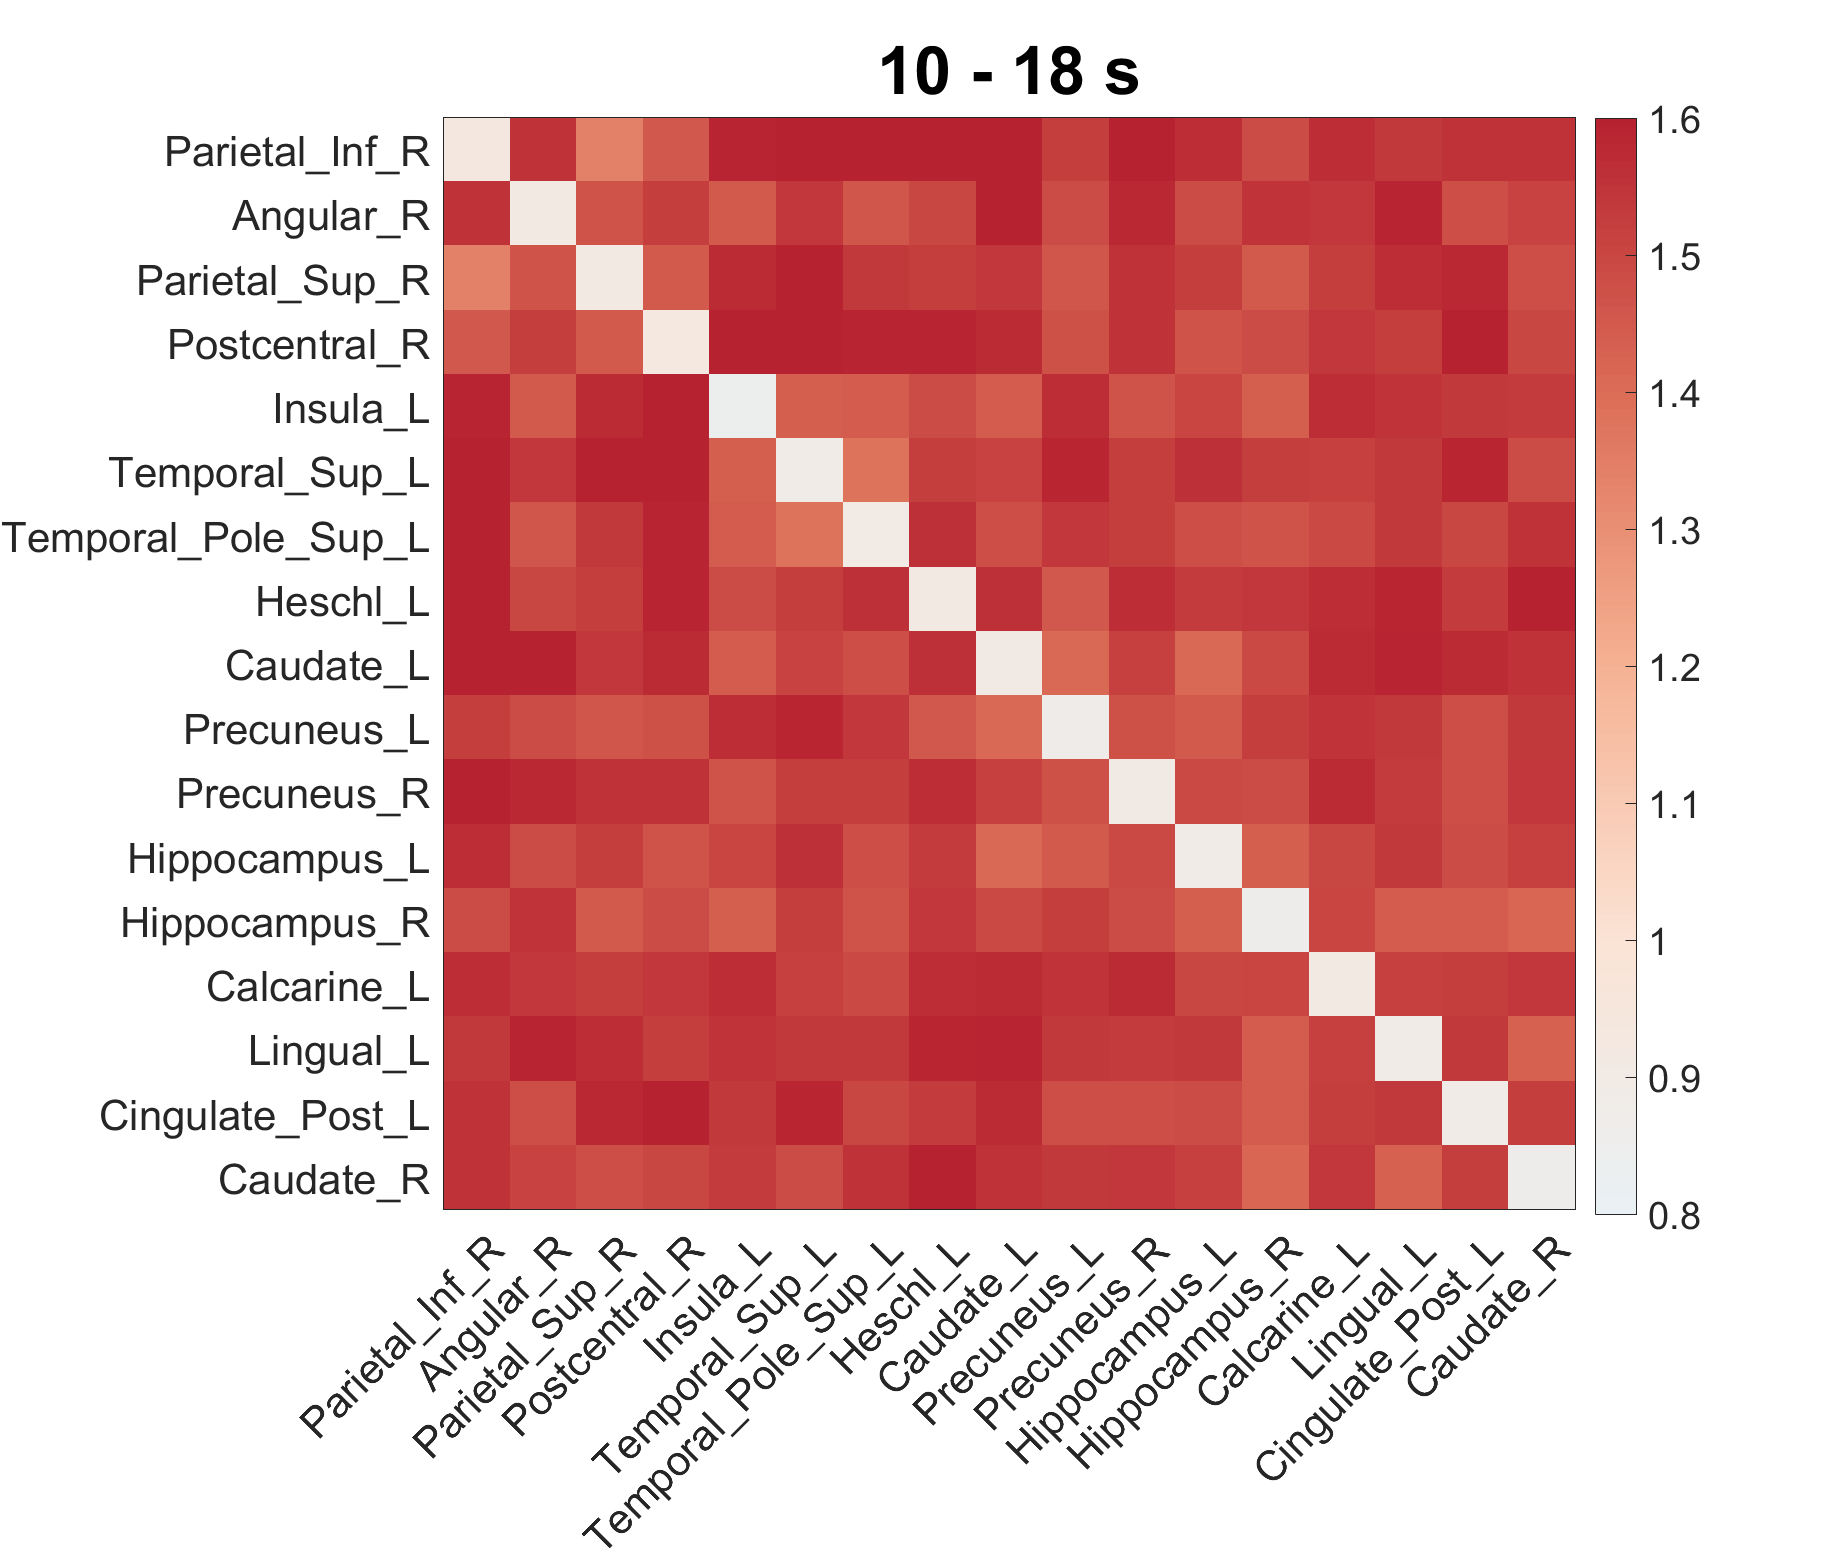 10 - 18 s
Parietal_Inf_R
Angular_R
Parietal_Sup_R
Postcentral_R
Insula_L
Temporal_Sup_L
Temporal_Pole_Sup_L
Heschl_L
Caudate_L
Precuneus_L
Precuneus_R
Hippocampus_L
Hippocampus_R
Calcarine_L
Lingual_L
Cingulate_Post_L
Caudate_R
Parietal_Inf_R
Angular_R
Parietal_Sup_R
Postcentral_R
Insula_L
Temporal_Sup_L
Temporal_Pole_Sup_L
Heschl_L
Caudate_L
Precuneus_L
Precuneus_R
Hippocampus_L
Hippocampus_R
Calcarine_L
Lingual_L
Cingulate_Post_L
Caudate_R
1.6
1.5
1.4
1.3
1.2
1.1
1
0.9
0.8